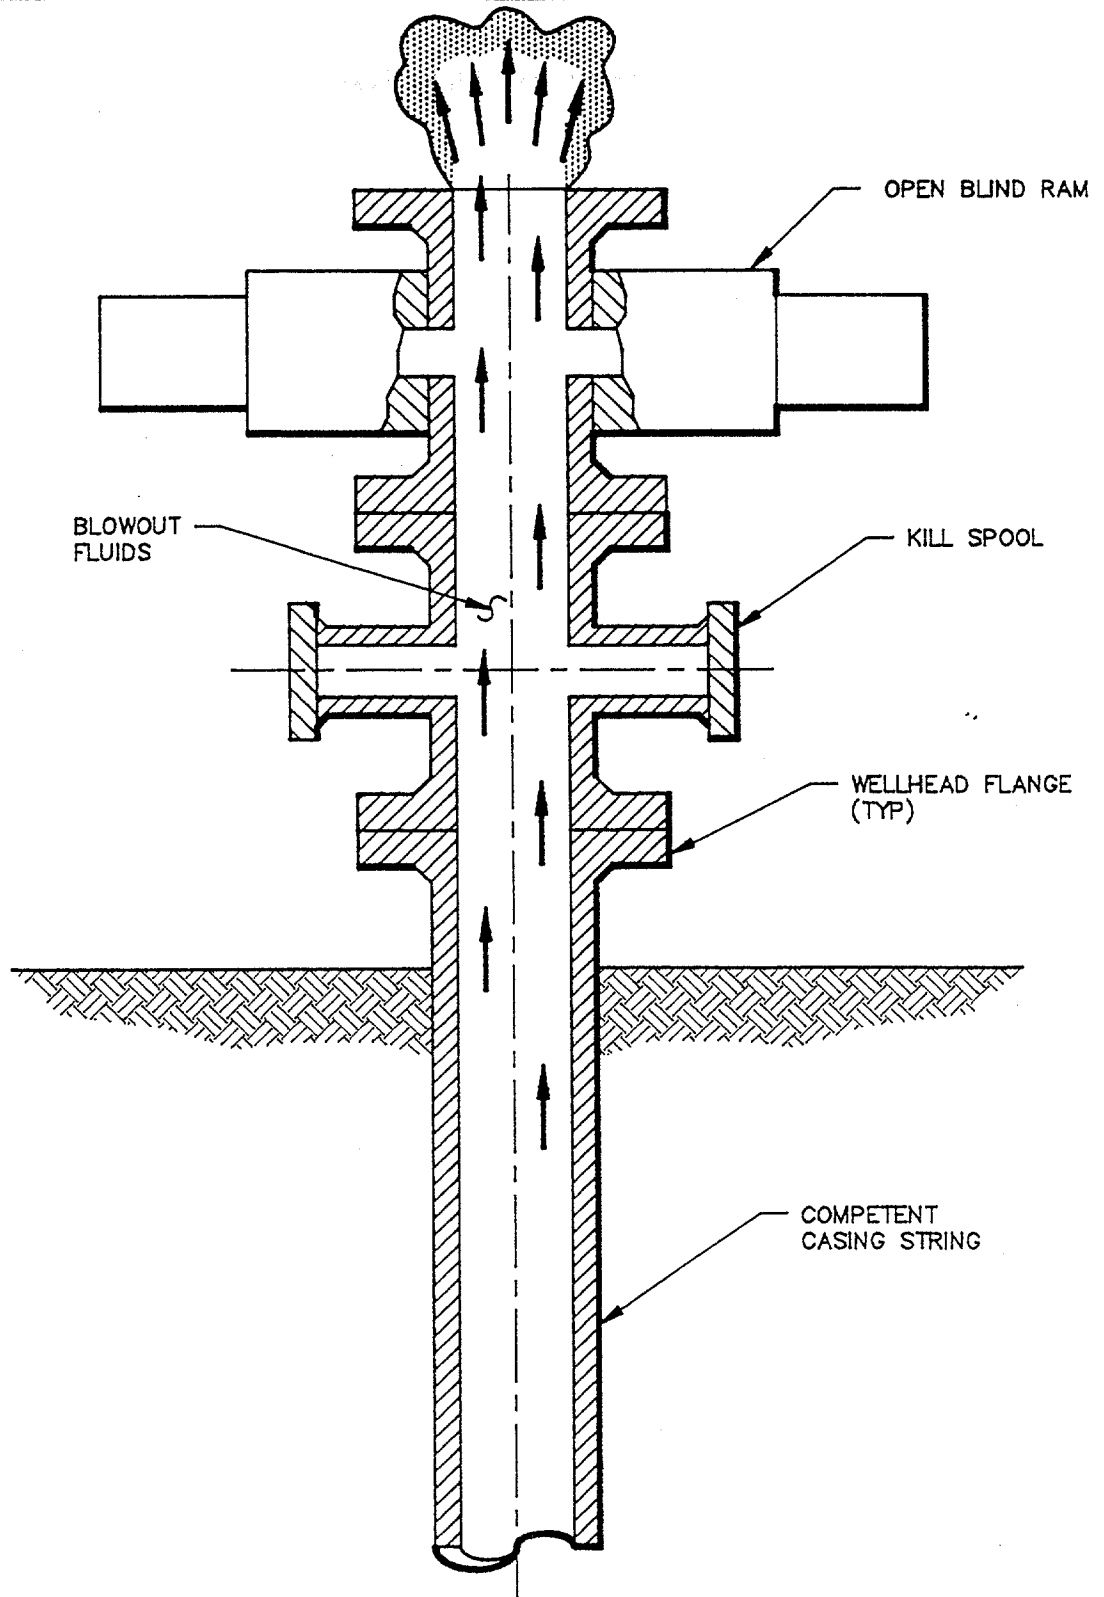 OPEN BLIND RAM
BLOWOUT
FLUIDS
KILL SPOOL
WELLHEAD FLANGE
(TYP)
COMPETENT
CASING STRING